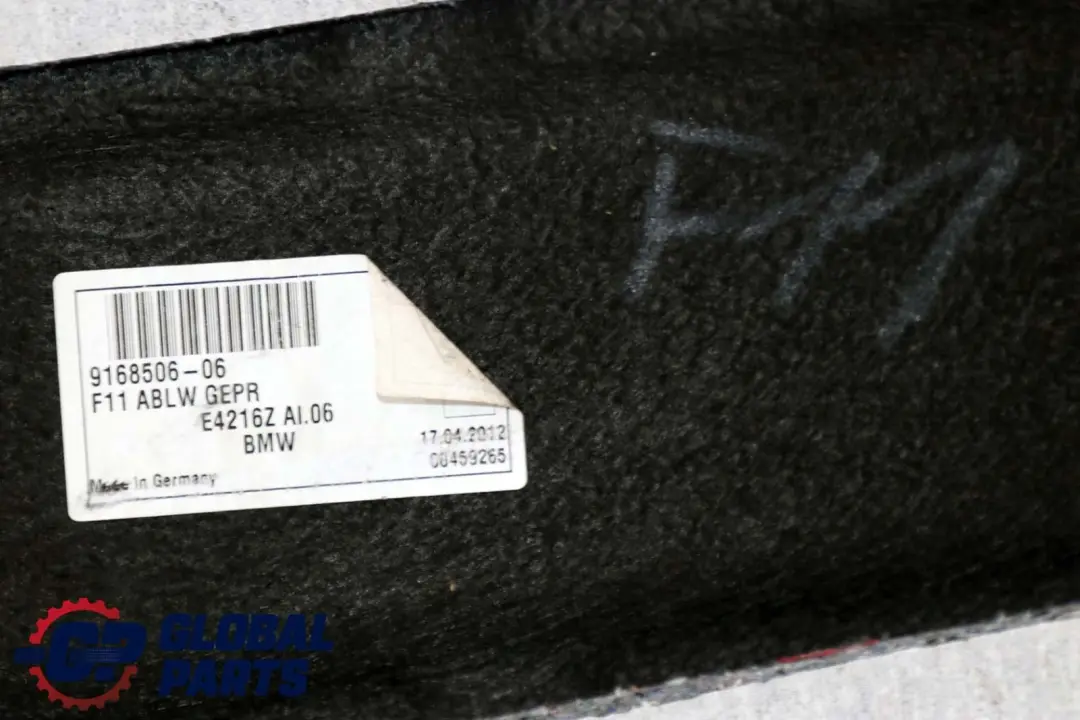 F11
9168506-06
F11 ABLW GEPR
E4216Z AI.06
BMW
17.04.2012
00459265
Made In Germany
GP
GLOBAL
PARTS